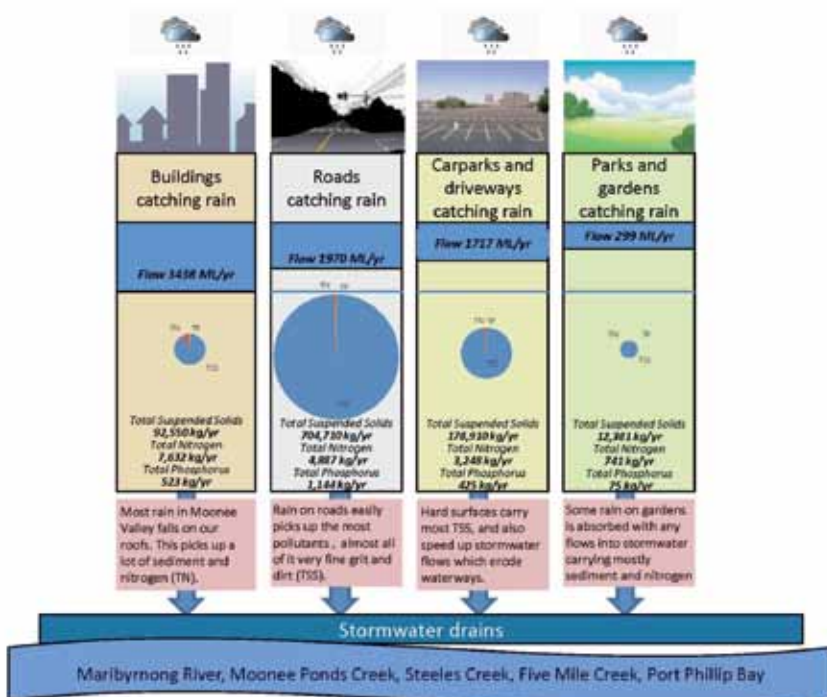 Buildings
catching rain
Flow 3438 ML/yr
TSS
Total Suspended Solids
92,550 kg/yr
Total Nitrogen
7,632 kg/yr
Total Phosphorus
523 kg/yr
Most rain in Moonee
Valley falls on our
roofs. This picks up a
lot of sediment and
nitrogen (TN).
Roads
catching rain
Flow 1970 ML/yr
TP
Total Suspended Solids
704,710 kg/yr
Total Nitrogen
4,887 kg/yr
Total Phosphorus
1,144 kg/yr
Rain on roads easily
picks up the most
pollutants , almost all
of it very fine grit and
dirt (TSS).
Carparks and
driveways
catching rain
Flow 1717 ML/yr
Total Suspended Solids
178,910 kg/yr
Total Nitrogen
3,248 kg/yr
Total Phosphorus
425 kg/yr
Hard surfaces carry
most TSS, and also
speed up stormwater
flows which erode
waterways.
Parks and
gardens
catching rain
Flow 299 ML/yr
TP
TSS
Total Suspended Solids
12,381 kg/yr
Total Nitrogen
741 kg/yr
Total Phosphorus
75 kg/yr
Some rain on gardens
is absorbed with any
flows into stormwater
carrying mostly
sediment and nitrogen
Stormwater drains
Maribyrnong River, Moonee Ponds Creek, Steeles Creek, Five Mile Creek, Port Phillip Bay